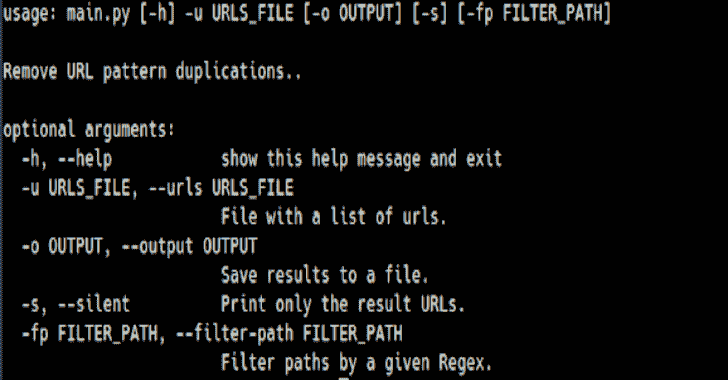 usage: main.py [-h] -u URLS_FILE [-o OUTPUT] [-s] [-fp FILTER_PATH]
Remove URL pattern duplications..
optional arguments:
-h, --help show this help message and exit
-u URLS_FILE, --urls URLS_FILE
File with a list of urls.
-o OUTPUT, --output OUTPUT
Save results to a file.
-s, --silent Print only the result URLs.
-fp FILTER_PATH, --filter-path FILTER_PATH
Filter paths by a given Regex.